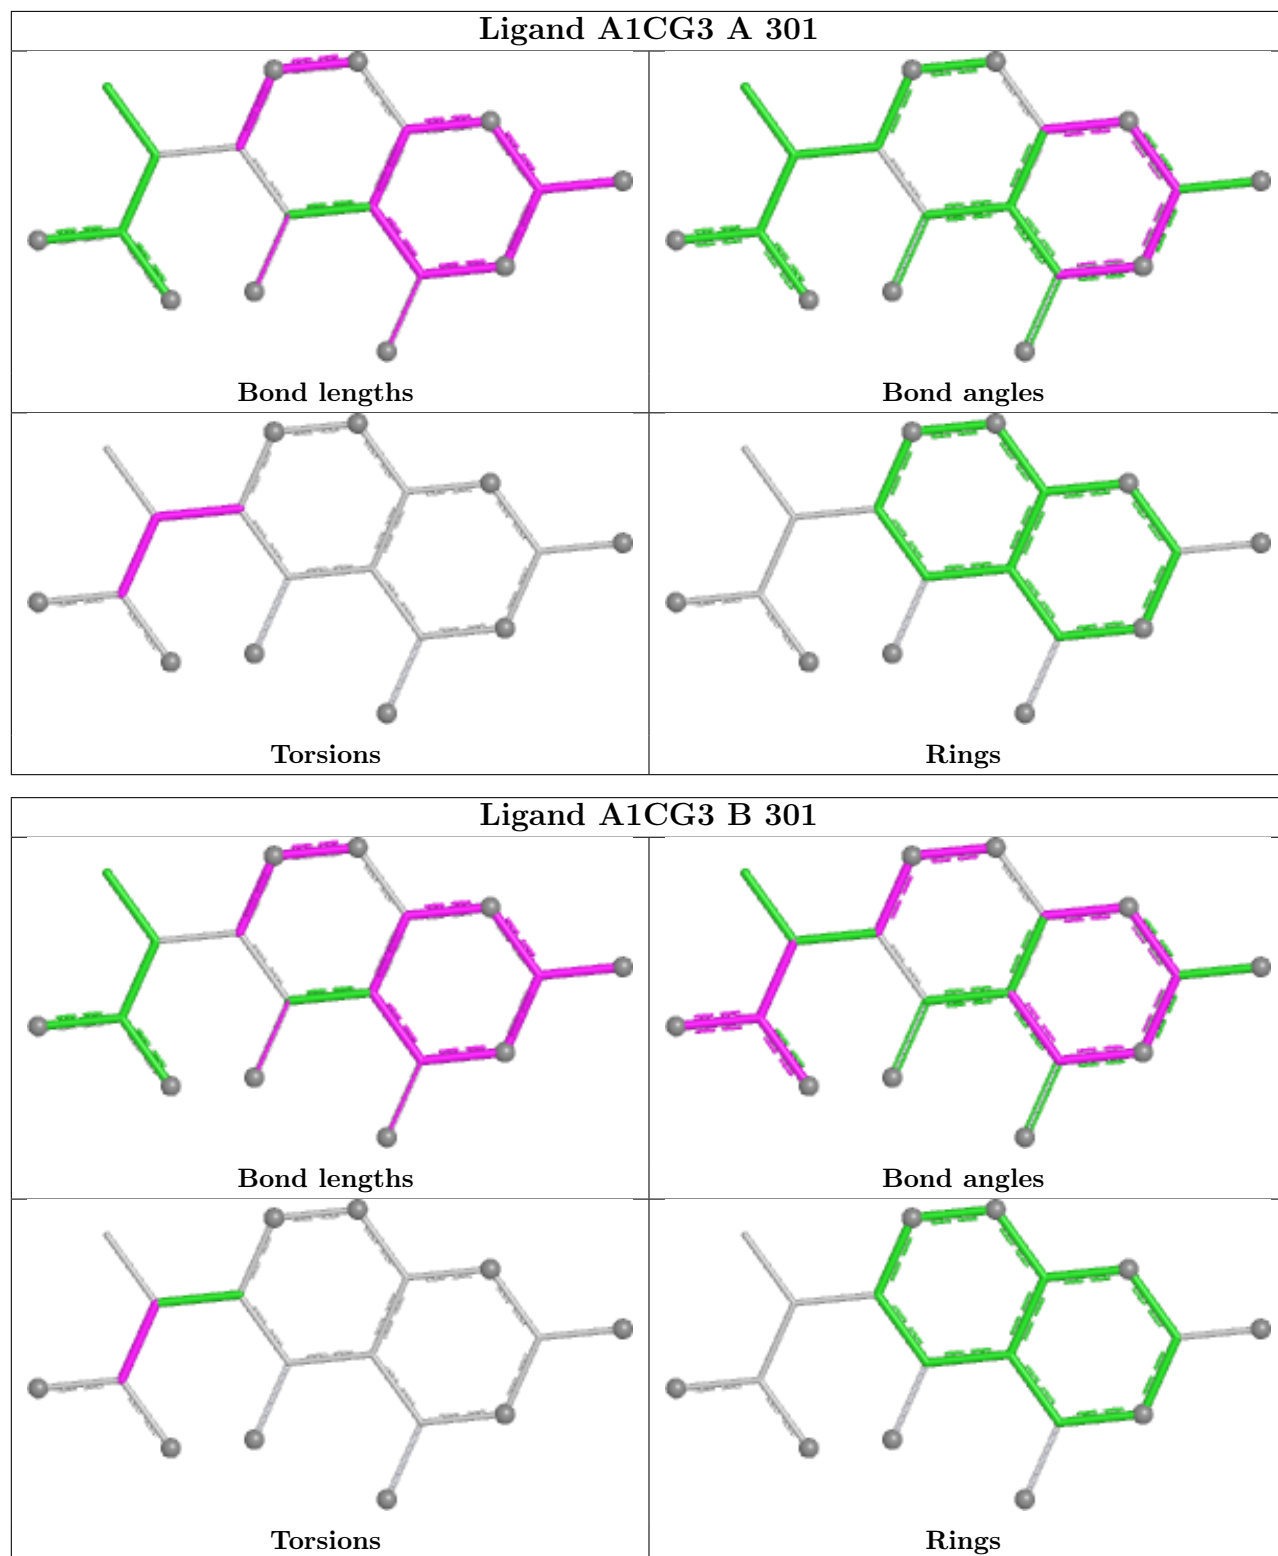 Ligand A1CG3 A 301
Bond lengths
Bond angles
Torsions
Rings
Ligand A1CG3 B 301
Bond lengths
Bond angles
Torsions
Rings